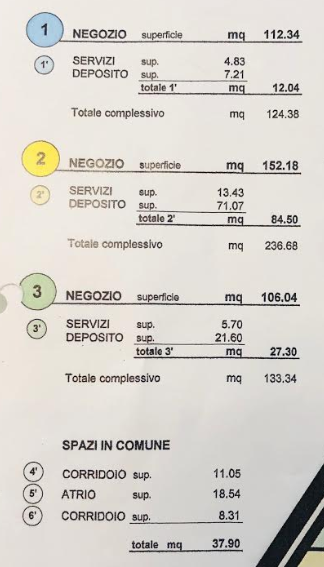 1 NEGOZIO superficie mq 112.34
1' SERVIZI sup. 4.83
DEPOSITO sup. 7.21
totale 1' mq 12.04
Totale complessivo mq 124.38
2 NEGOZIO superficie mq 152.18
2' SERVIZI sup. 13.43
DEPOSITO sup. 71.07
totale 2' mq 84.50
Totale complessivo mq 236.68
3 NEGOZIO superficie mq 106.04
3' SERVIZI sup. 5.70
DEPOSITO sup. 21.60
totale 3' mq 27.30
Totale complessivo mq 133.34
SPAZI IN COMUNE
4' CORRIDOIO sup. 11.05
5' ATRIO sup. 18.54
6' CORRIDOIO sup. 8.31
totale mq 37.90